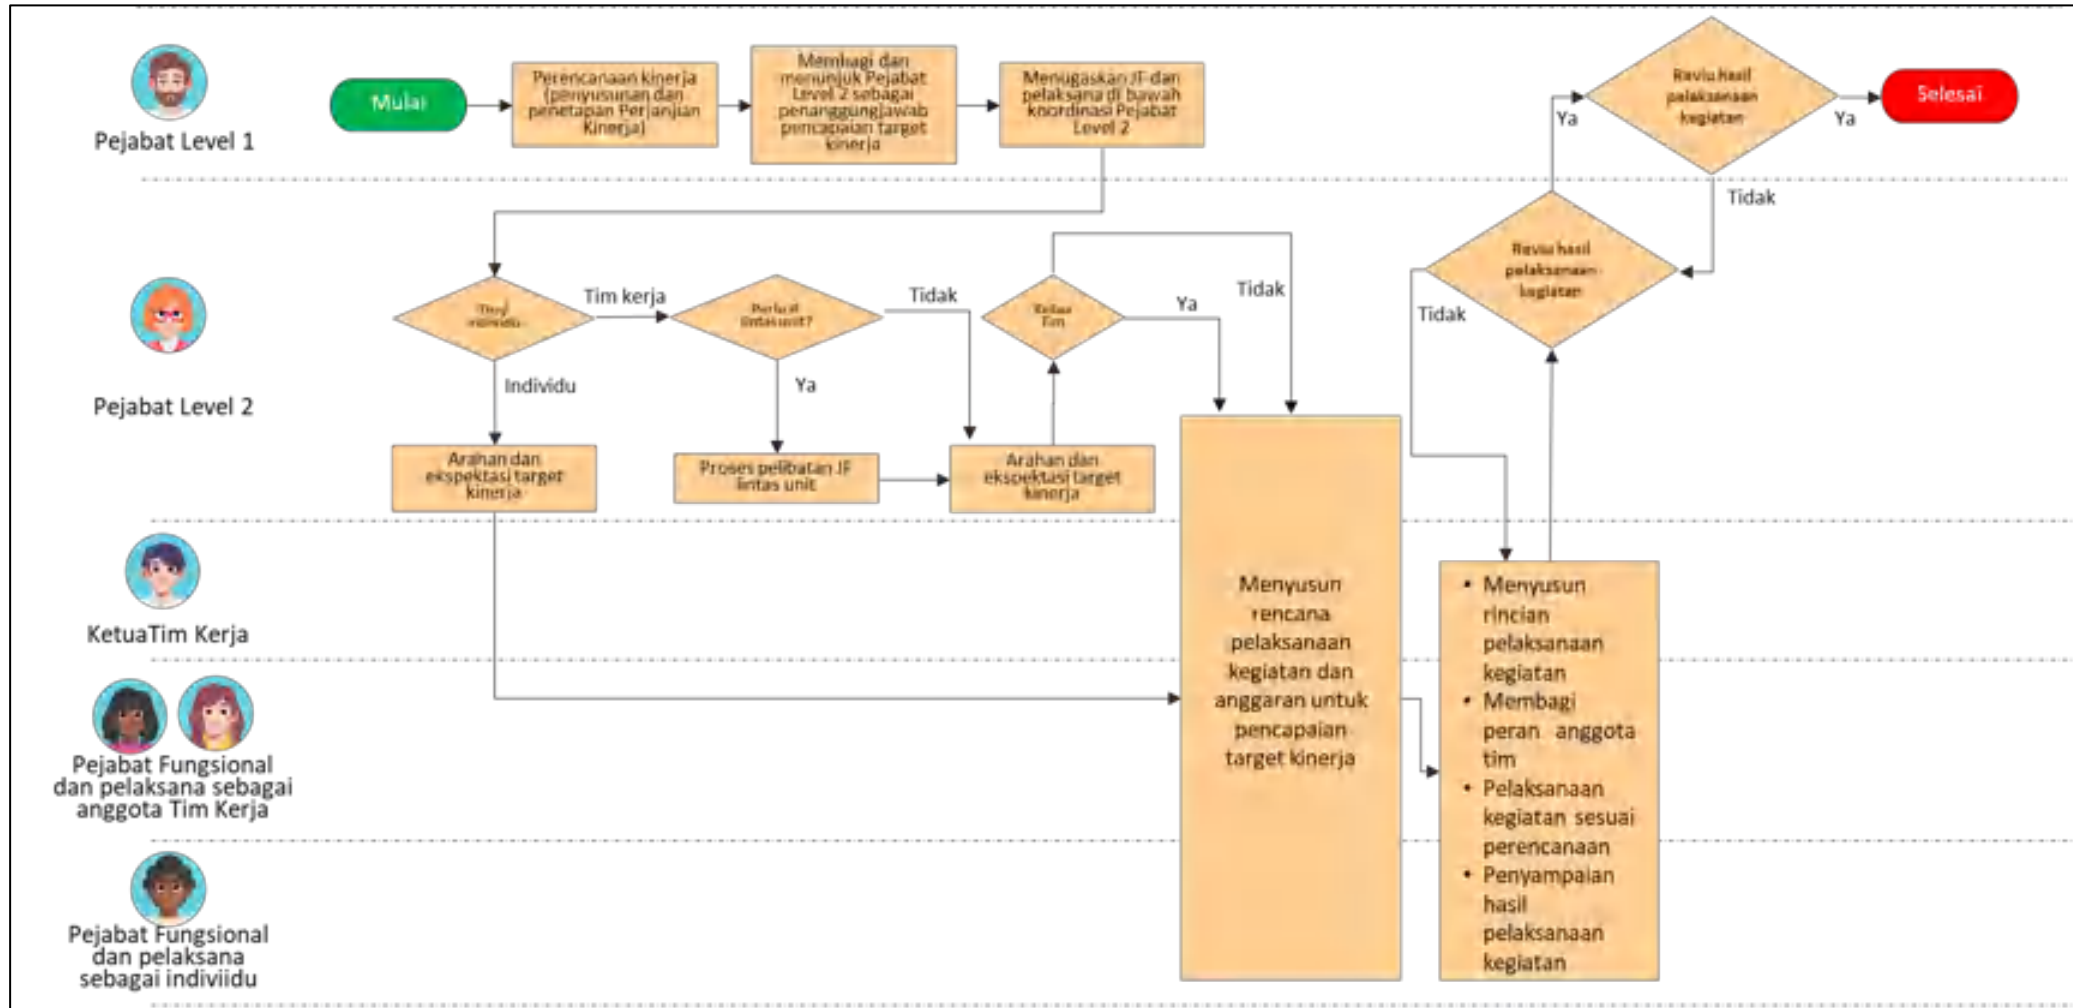 Pejabat Level 1
Mulai
Perencanaan kinerja
(penyusunan dan
penetapan Perjanjian
Kinerja)
Membagi dan
menunjuk Pejabat
Level 2 sebagai
penanggungjawab
pencapaian target
kinerja
Menugaskan JF dan
pelaksana di bawah
koordinasi Pejabat
Level 2
Reviu hasil
pelaksanaan
kegiatan
Ya
Ya
Selesai
Tidak
Pejabat Level 2
individu
Tim kerja
Individu
lintas unit?
Tidak
Ya
Ketua
Tim
Ya
Tidak
Reviu hasil
pelaksanaan
kegiatan
Tidak
Arahan dan
ekspektasi target
kinerja
Proses pelibatan JF
lintas unit
Arahan dan
ekspektasi target
kinerja
KetuaTim Kerja
Menyusun
rencana
pelaksanaan
kegiatan dan
anggaran untuk
pencapaian
target kinerja
• Menyusun
rincian
pelaksanaan
kegiatan
• Membagi
peran anggota
tim
• Pelaksanaan
kegiatan sesuai
perencanaan
• Penyampaian
hasil
pelaksanaan
kegiatan
Pejabat Fungsional
dan pelaksana sebagai
anggota Tim Kerja
Pejabat Fungsional
dan pelaksana
sebagai indiviidu